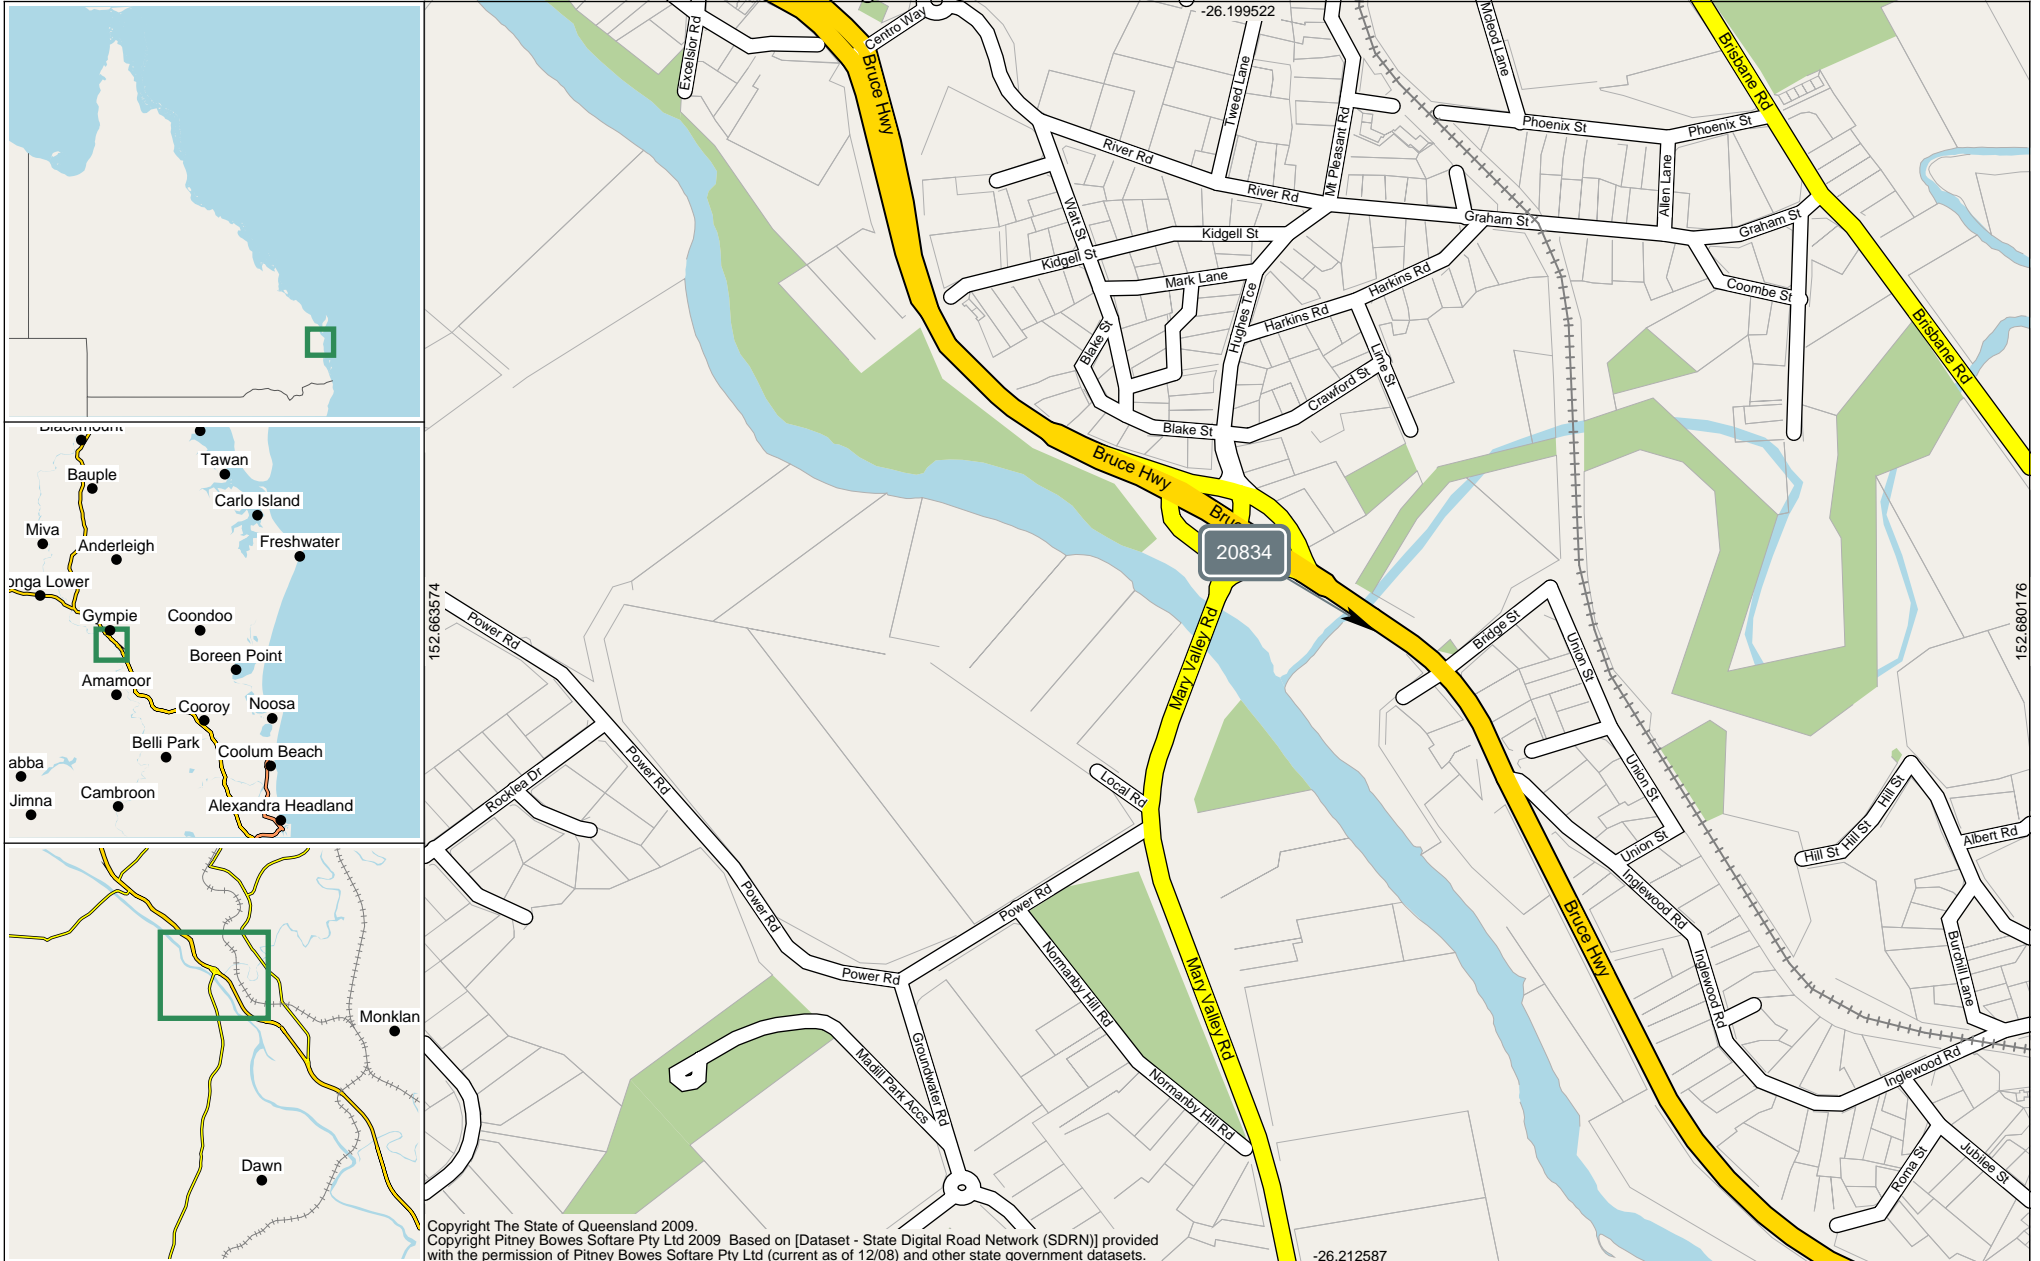 Blackmount
Tawan
Bauple
Carlo Island
Miva
Anderleigh
Freshwater
onga Lower
Gympie
Coondoo
Boreen Point
Amamoor
Cooroy
Noosa
Belli Park
Coolum Beach
abba
Cambroon
Jimna
Alexandra Headland
Monklan
Dawn
-26.199522
Excelsior Rd
Centro Way
Bruce Hwy
Tweed Lane
Mt Pleasant Rd
Mcleod Lane
Brisbane Rd
Phoenix St
Phoenix St
River Rd
River Rd
Allen Lane
Graham St
Graham St
Watt St
Kidgell St
Kidgell St
Mark Lane
Hughes Tce
Harkins Rd
Harkins Rd
Coombe St
Brisbane Rd
Blake St
Lime St
Crawford St
Blake St
Bruce Hwy
Bruc
20834
152.663574
152.680176
Power Rd
Mary Valley Rd
Bridge St
Union St
Power Rd
Rocklea Dr
Local Rd
Union St
Union St
Hill St
Hill St
Hill St
Albert Rd
Power Rd
Power Rd
Inglewood Rd
Bruce Hwy
Burchill Lane
Power Rd
Normanby Hill Rd
Mary Valley Rd
Inglewood Rd
Madill Park Accs
Groundwater Rd
Normanby Hill Rd
Inglewood Rd
Roma St
Jubilee St
Copyright The State of Queensland 2009.
Copyright Pitney Bowes Softare Pty Ltd 2009 Based on [Dataset - State Digital Road Network (SDRN)] provided
with the permission of Pitney Bowes Softare Pty Ltd (current as of 12/08) and other state government datasets.
-26.212587